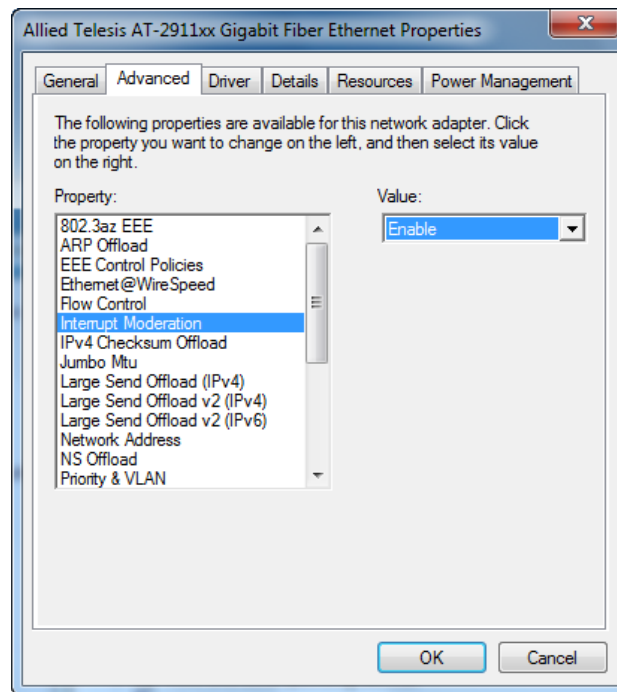 Allied Telesis AT-2911xx Gigabit Fiber Ethernet Properties
General Advanced Driver Details Resources Power Management
The following properties are available for this network adapter. Click
the property you want to change on the left, and then select its value
on the right.
Property: Value:
802.3az EEE
ARP Offload
EEE Control Policies
Ethernet@WireSpeed
Flow Control
Interrupt Moderation
IPv4 Checksum Offload
Jumbo Mtu
Large Send Offload (IPv4)
Large Send Offload v2 (IPv4)
Large Send Offload v2 (IPv6)
Network Address
NS Offload
Priority & VLAN
Enable
OK Cancel